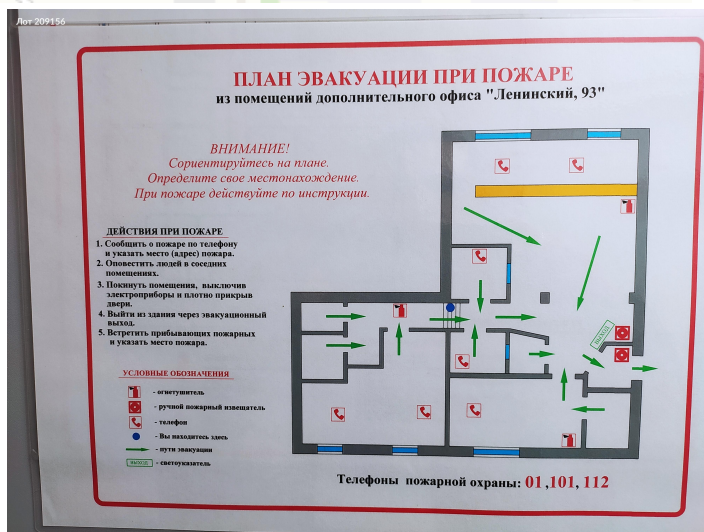 Лот 209156
ПЛАН ЭВАКУАЦИИ ПРИ ПОЖАРЕ
из помещений дополнительного офиса "Ленинский, 93"
ВНИМАНИЕ!
Сориентируйтесь на плане.
Определите свое местонахождение.
При пожаре действуйте по инструкции.
ДЕЙСТВИЯ ПРИ ПОЖАРЕ
1. Сообщить о пожаре по телефону
и указать место (адрес) пожара.
2. Оповестить людей в соседних
помещениях.
3. Покинуть помещения, выключив
электроприборы и плотно прикрыв
двери.
4. Выйти из здания через эвакуационный
выход.
5. Встретить прибывающих пожарных
и указать место пожара.
УСЛОВНЫЕ ОБОЗНАЧЕНИЯ
- огнетушитель
- ручной пожарный извещатель
- телефон
- Вы находитесь здесь
- пути эвакуации
ВЫХОД - светоуказатель
ВЫХОД
Телефоны пожарной охраны: 01 ,101, 112